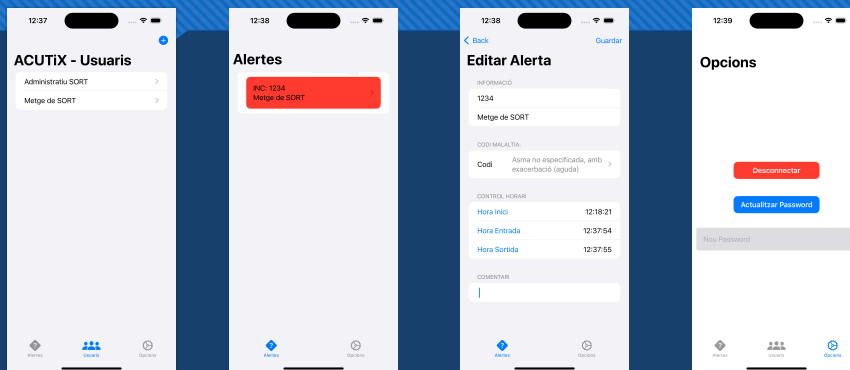 12:37
ACUTiX - Usuaris
Administratiu SORT
Metge de SORT
Alertes
Usuaris
Opcions
12:38
Alertes
INC: 1234
Metge de SORT
Alertes
Opcions
12:38
Back
Guardar
Editar Alerta
INFORMACIÓ
1234
Metge de SORT
CODI MALALTIA:
Codi
Asma no especificada, amb
exacerbació (aguda)
CONTROL HORARI
Hora Inici 12:18:21
Hora Entrada 12:37:54
Hora Sortida 12:37:55
COMENTARI
Alertes
Opcions
12:39
Opcions
Desconnectar
Actualitzar Password
Nou Password
Alertes
Usuaris
Opcions